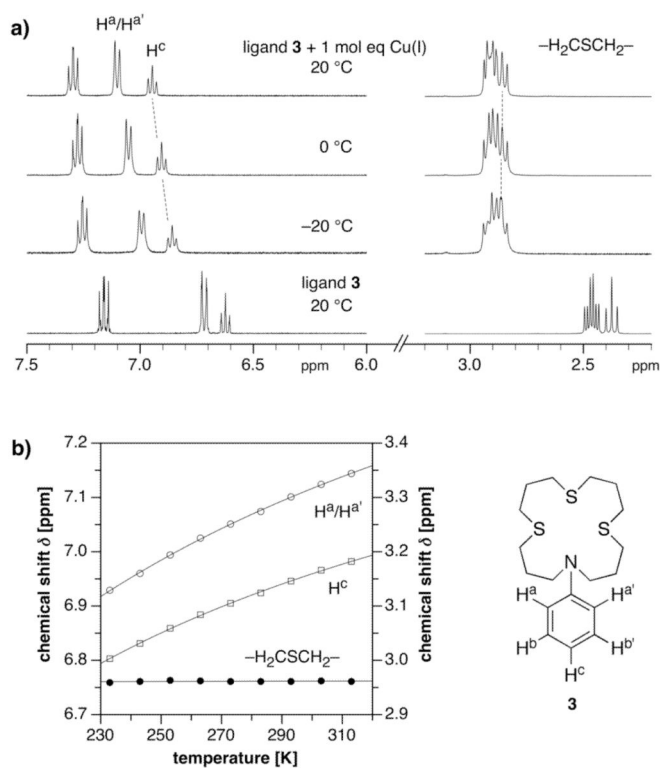 a)
Hᵃ/Hᵃ'
Hᶜ
ligand 3 + 1 mol eq Cu(I)
20 °C
–H₂CSCH₂–
0 °C
–20 °C
ligand 3
20 °C
7.5 7.0 6.5 ppm 6.0 3.0 2.5 ppm
b)
7.2 3.4
7.1 3.3
7.0 3.2
6.9 3.1
6.8 3.0
6.7 2.9
chemical shift δ [ppm]
chemical shift δ [ppm]
Hᵃ/Hᵃ'
Hᶜ
–H₂CSCH₂–
230 250 270 290 310
temperature [K]
S
S S
N
Hᵃ Hᵃ'
Hᵇ Hᵇ'
Hᶜ
3